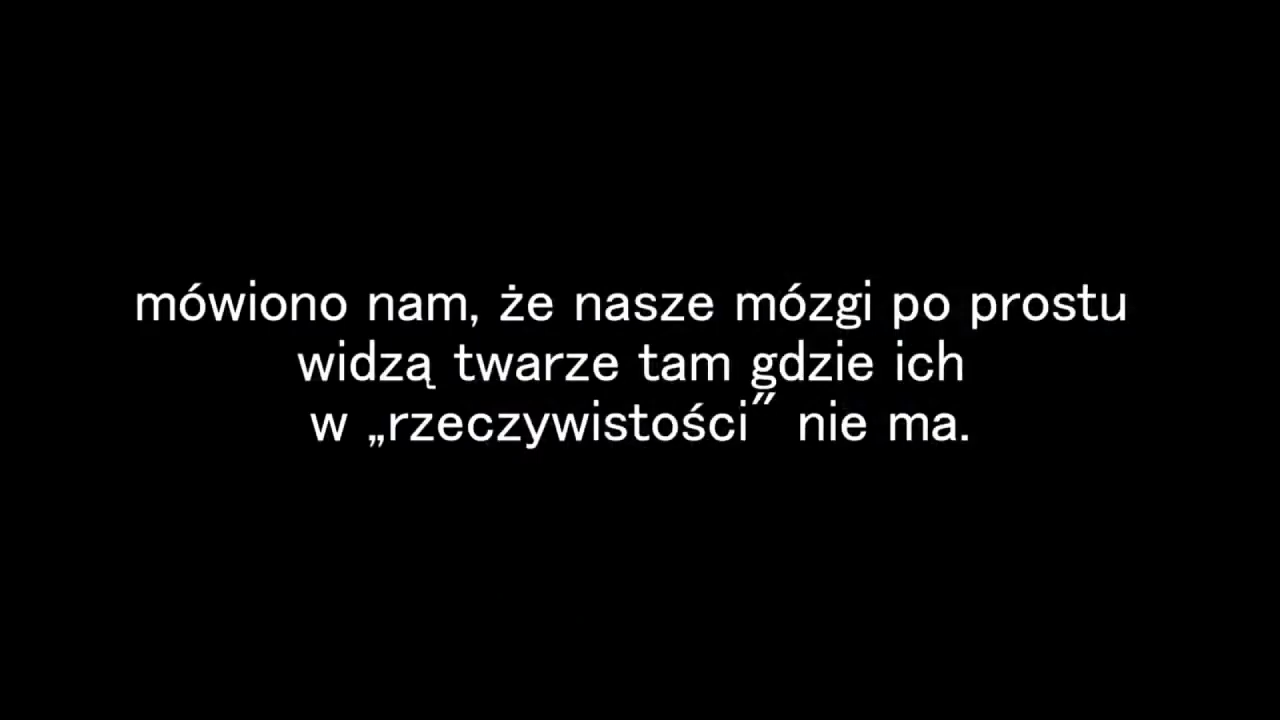 mówiono nam, że nasze mózgi po prostu
widzą twarze tam gdzie ich
w „rzeczywistości” nie ma.